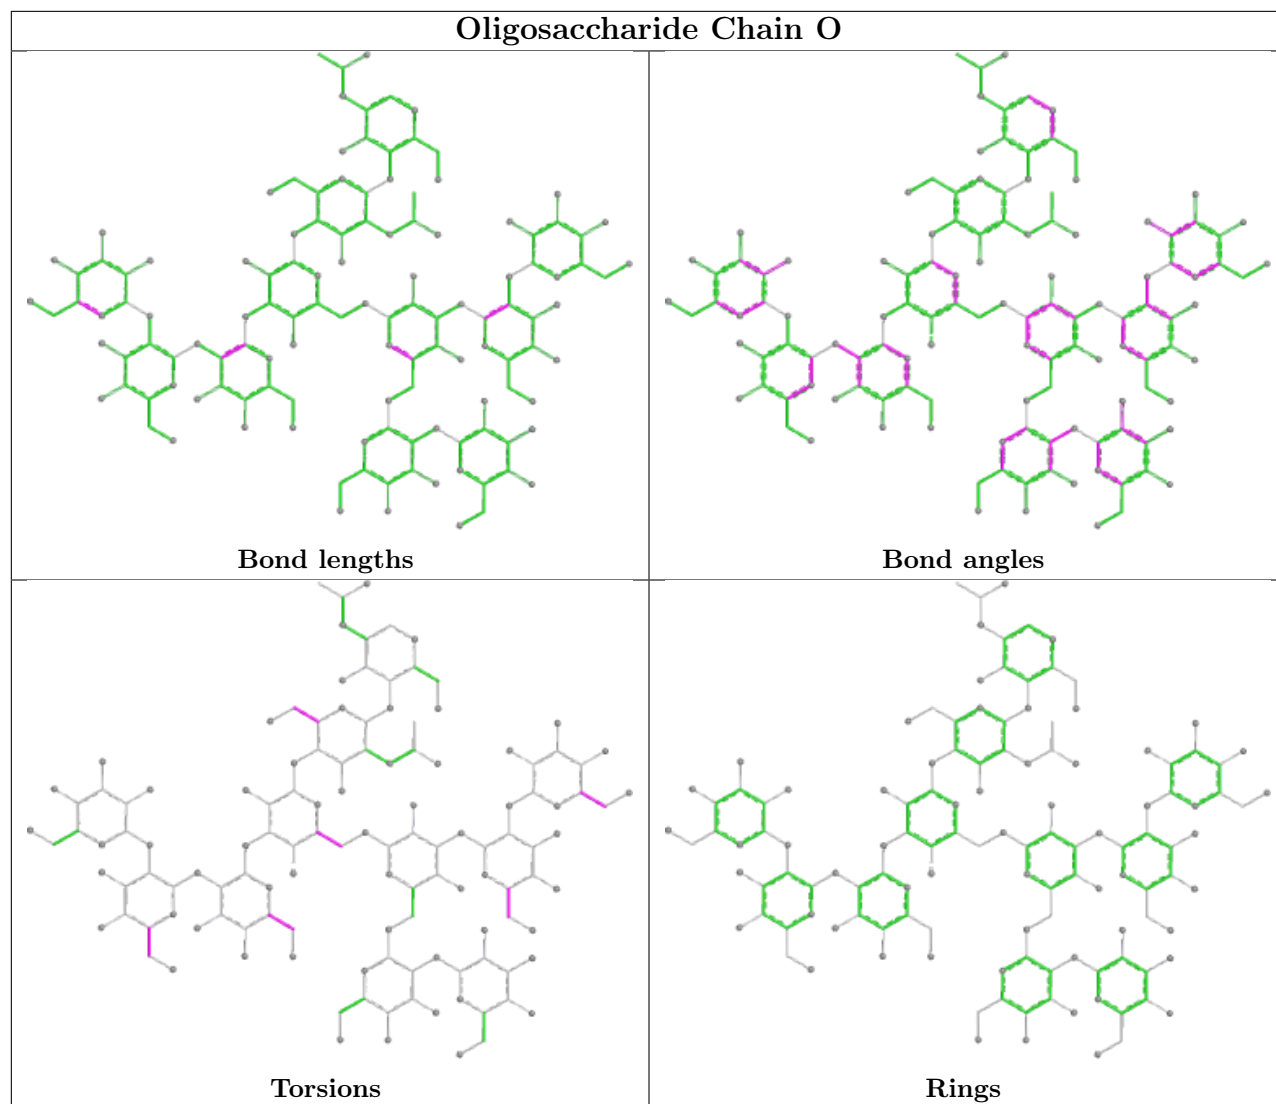 Oligosaccharide Chain O
Bond lengths
Bond angles
Torsions
Rings